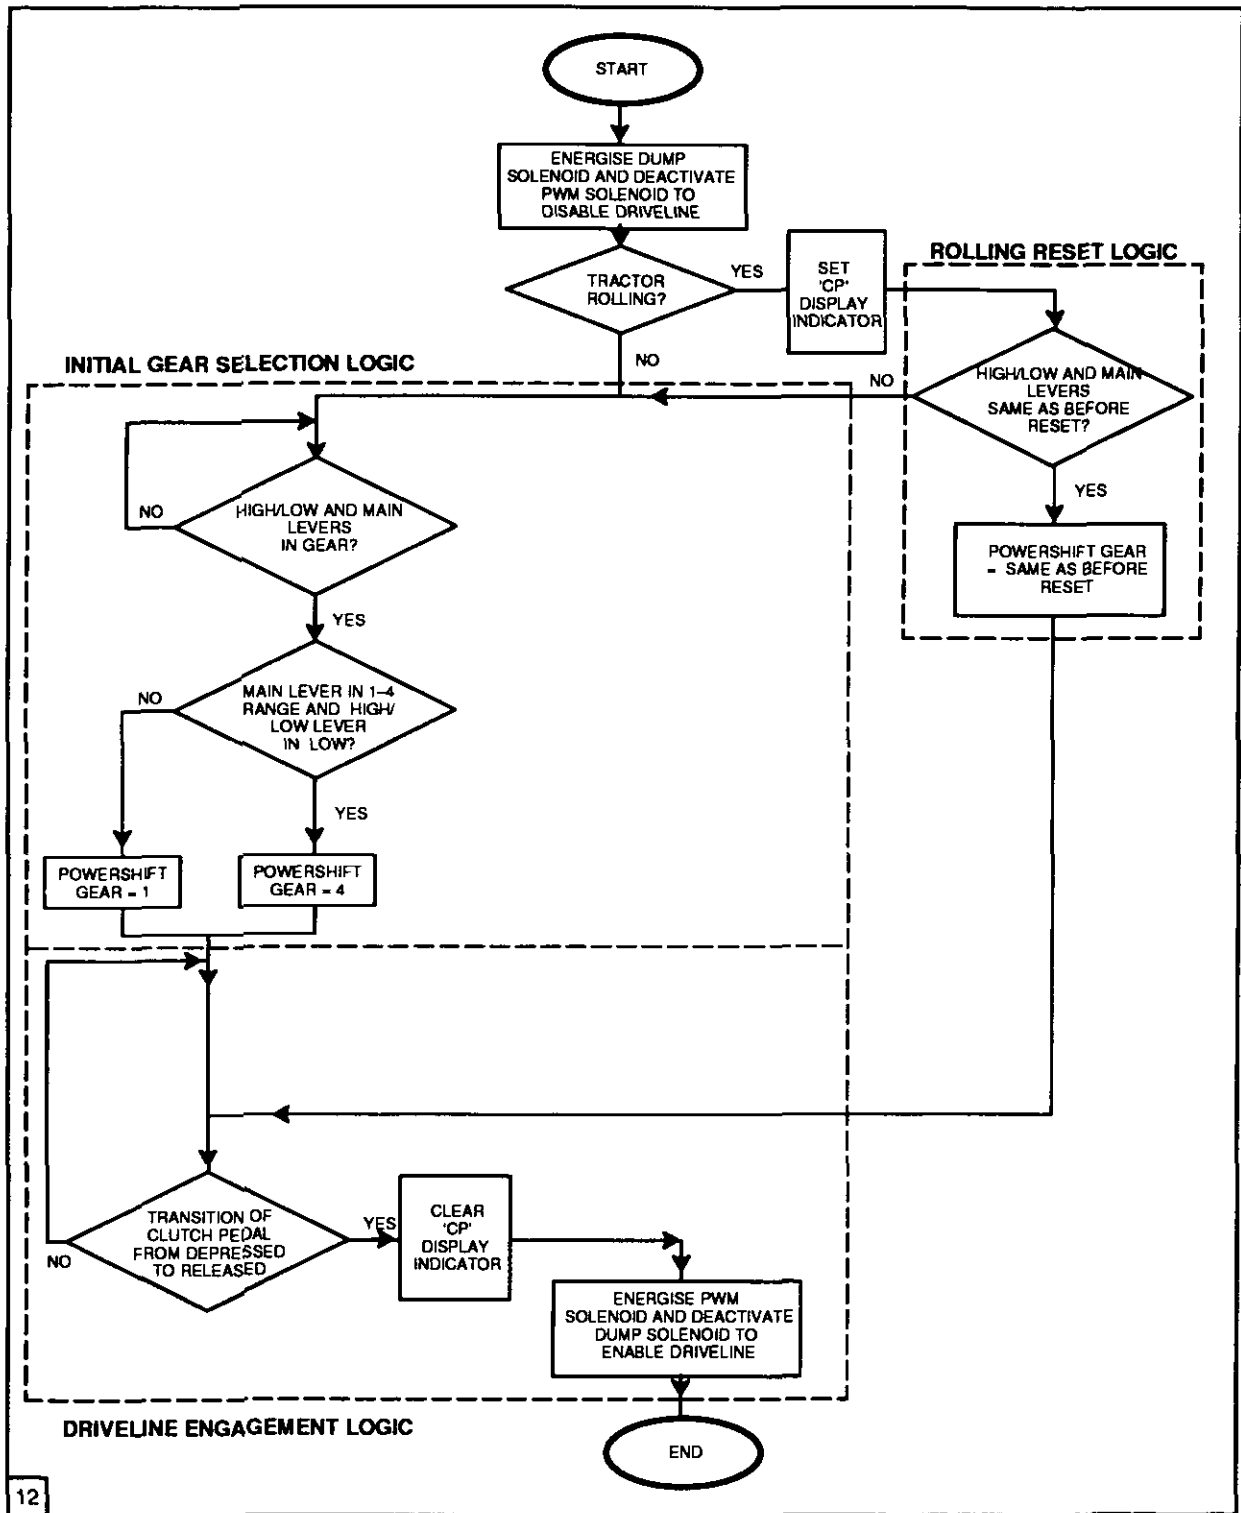 START
ENERGISE DUMP
SOLENOID AND DEACTIVATE
PWM SOLENOID TO
DISABLE DRIVELINE
TRACTOR
ROLLING?
YES
SET
'CP'
DISPLAY
INDICATOR
ROLLING RESET LOGIC
NO
HIGH/LOW AND MAIN
LEVERS
SAME AS BEFORE
RESET?
NO
YES
POWERSHIFT GEAR
= SAME AS BEFORE
RESET
INITIAL GEAR SELECTION LOGIC
HIGH/LOW AND MAIN
LEVERS
IN GEAR?
NO
YES
MAIN LEVER IN 1–4
RANGE AND HIGH/
LOW LEVER
IN LOW?
NO
YES
POWERSHIFT
GEAR = 1
POWERSHIFT
GEAR = 4
TRANSITION OF
CLUTCH PEDAL
FROM DEPRESSED
TO RELEASED
NO
YES
CLEAR
'CP'
DISPLAY
INDICATOR
ENERGISE PWM
SOLENOID AND DEACTIVATE
DUMP SOLENOID TO
ENABLE DRIVELINE
DRIVELINE ENGAGEMENT LOGIC
END
12